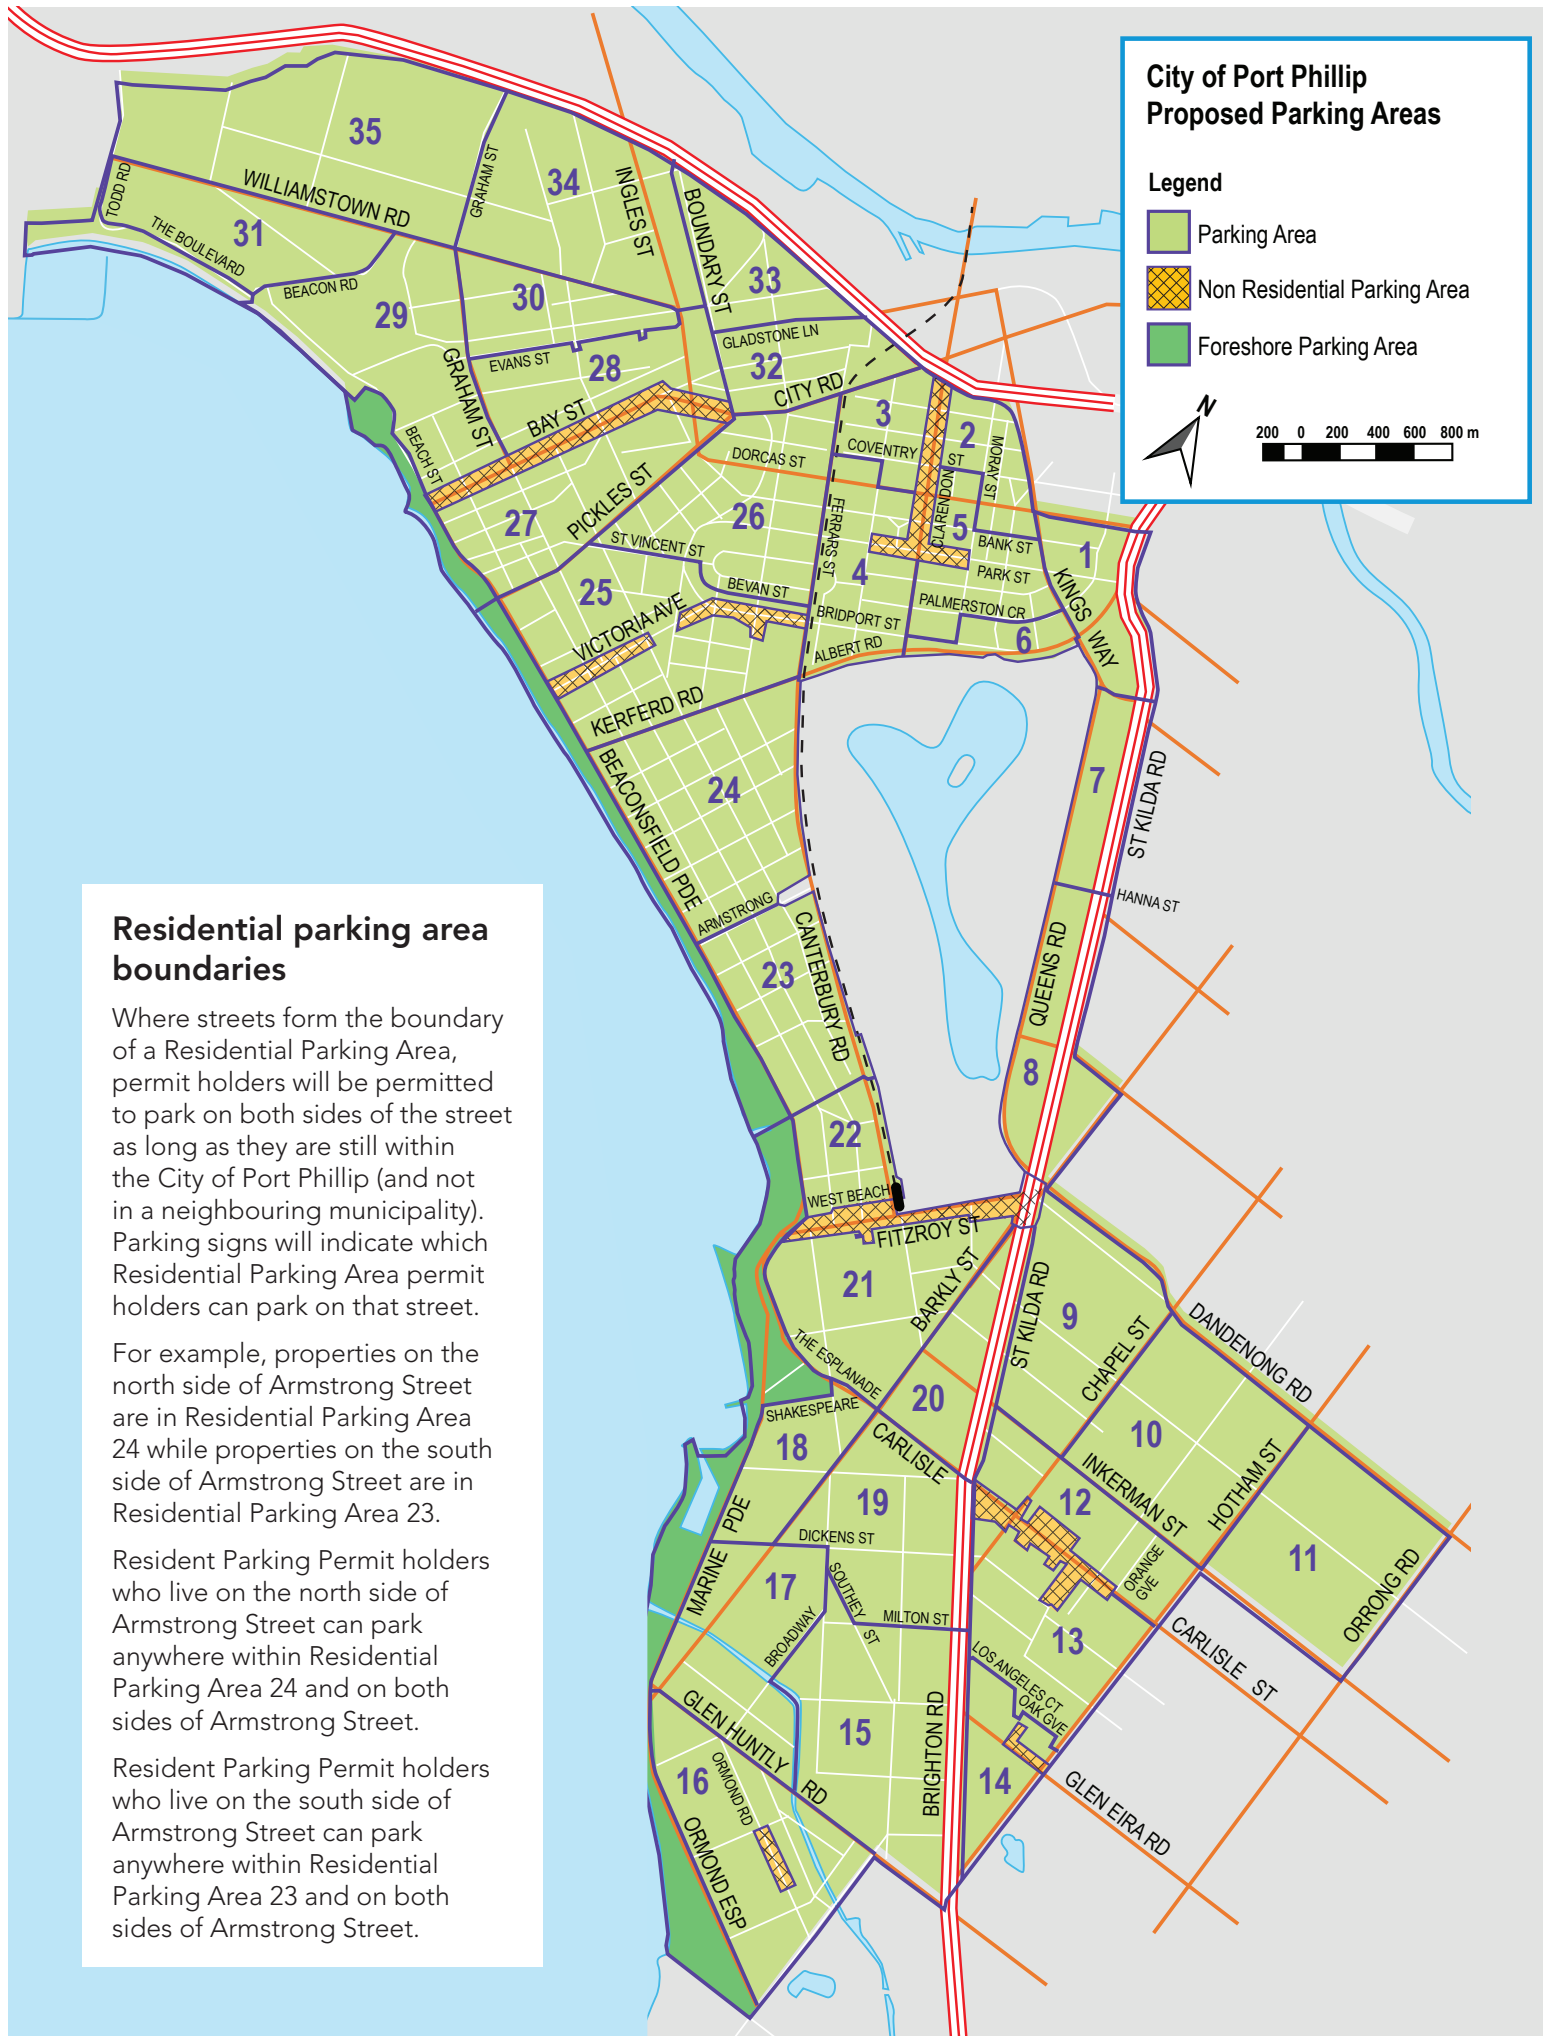 City of Port Phillip
Proposed Parking Areas
Legend
Parking Area
Non Residential Parking Area
Foreshore Parking Area
N
200 0 200 400 600 800 m
35
WILLIAMSTOWN RD
GRAHAM ST
34
INGLES ST
TODD RD
THE BOULEVARD
31
BEACON RD
29
30
BOUNDARY ST
33
GLADSTONE LN
32
CITY RD
EVANS ST
28
GRAHAM ST
BAY ST
BEACH ST
27
PICKLES ST
DORCAS ST
26
ST VINCENT ST
BEVAN ST
25
VICTORIA AVE
KERFERD RD
3
COVENTRY
ST
2
MORAY ST
CLARENDON
5
BANK ST
PARK ST
1
KINGS
WAY
FERRARS ST
4
PALMERSTON CR
BRIDPORT ST
6
ALBERT RD
BEACONSFIELD PDE
24
7
ST KILDA RD
HANNA ST
ARMSTRONG
CANTERBURY RD
23
QUEENS RD
8
22
WEST BEACH
FITZROY ST
21
BARKLY ST
THE ESPLANADE
ST KILDA RD
9
CHAPEL ST
DANDENONG RD
20
SHAKESPEARE
CARLISLE
18
10
INKERMAN ST
HOTHAM ST
19
12
DICKENS ST
MARINE
PDE
17
SOUTHEY
ST
BROADWAY
MILTON ST
ORANGE
GVE
11
ORRONG RD
13
CARLISLE ST
LOS ANGELES CT
OAK GVE
GLEN HUNTLY
RD
15
BRIGHTON RD
16
ORMOND RD
14
GLEN EIRA RD
ORMOND ESP
Residential parking area
boundaries
Where streets form the boundary
of a Residential Parking Area,
permit holders will be permitted
to park on both sides of the street
as long as they are still within
the City of Port Phillip (and not
in a neighbouring municipality).
Parking signs will indicate which
Residential Parking Area permit
holders can park on that street.
For example, properties on the
north side of Armstrong Street
are in Residential Parking Area
24 while properties on the south
side of Armstrong Street are in
Residential Parking Area 23.
Resident Parking Permit holders
who live on the north side of
Armstrong Street can park
anywhere within Residential
Parking Area 24 and on both
sides of Armstrong Street.
Resident Parking Permit holders
who live on the south side of
Armstrong Street can park
anywhere within Residential
Parking Area 23 and on both
sides of Armstrong Street.